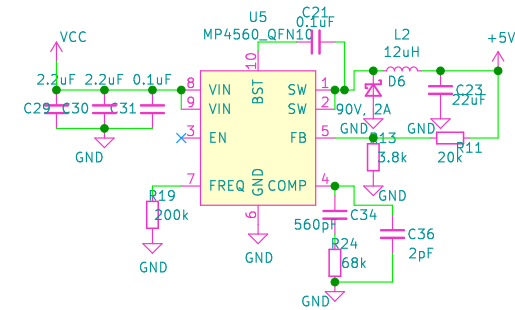 U5
MP4560_QFN10
C21
0.1uF
L2
12uH
+5V
VCC
2.2uF 2.2uF 0.1uF
C29 C30 C31
GND
8 VIN
9 VIN
3 EN
7 FREQ
10 BST
GND 6
SW 1
SW 2
FB 5
COMP 4
D6
90V, 2A
GND
C23
22uF
GND
R13
3.8k
GND
R11
20k
R19
200k
GND
GND
C34
560pF
C36
2pF
R24
68k
GND